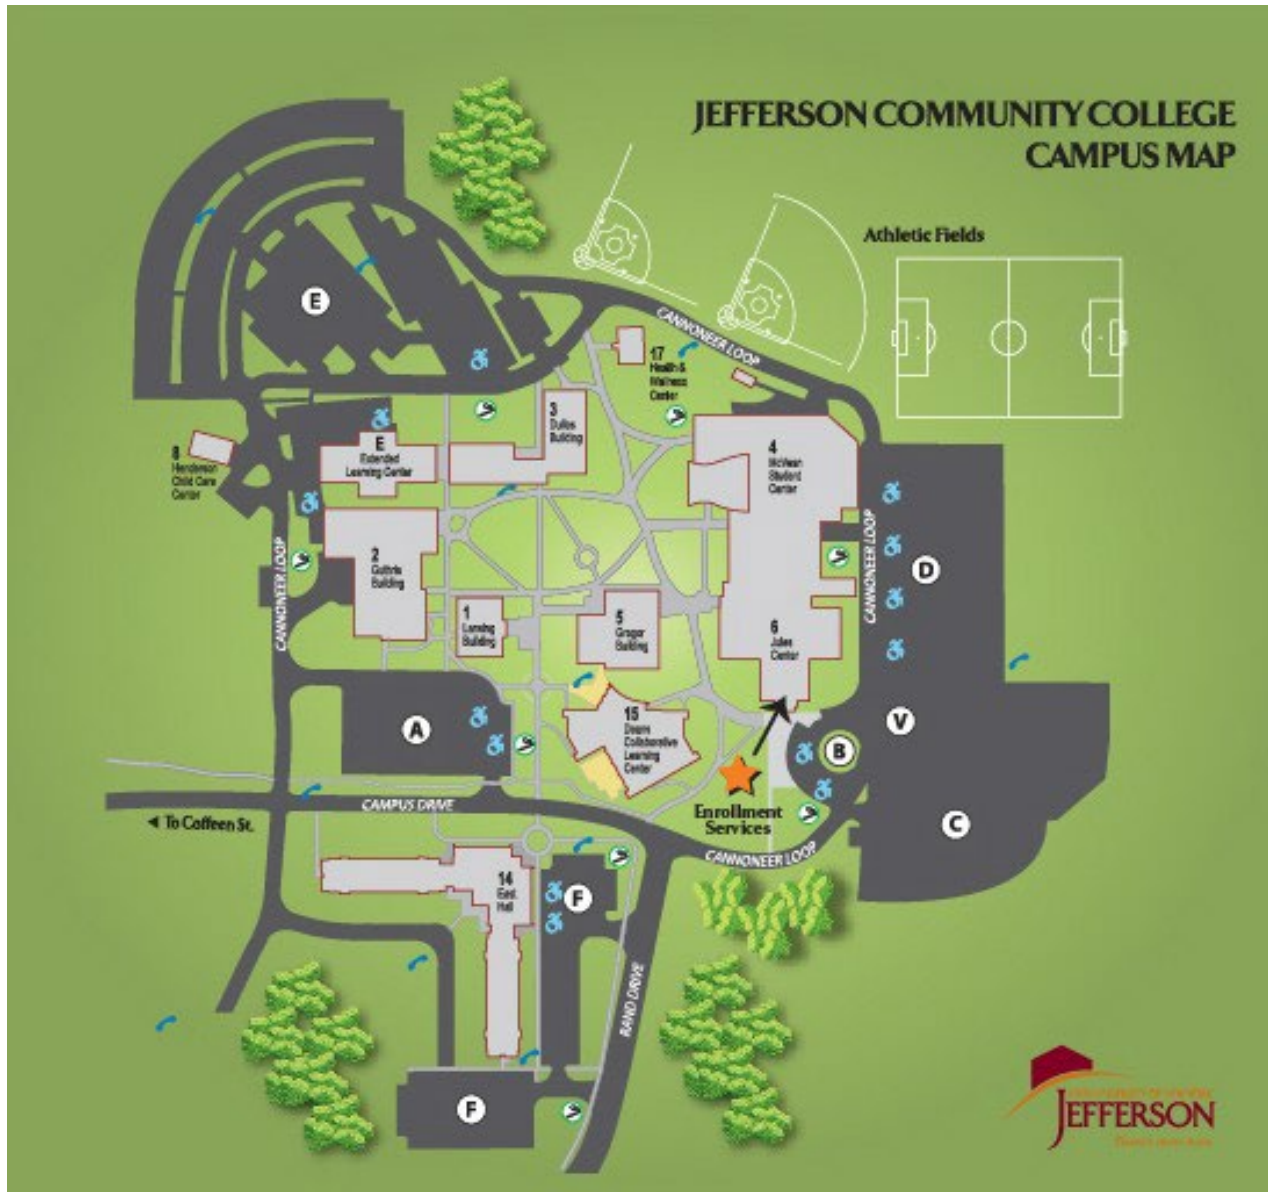 JEFFERSON COMMUNITY COLLEGE
CAMPUS MAP
Athletic Fields
E
CANNONEER LOOP
17
Health &
Wellness
Center
3
Dulles
Building
E
Extended
Learning Center
8
Henderson
Child Care
Center
4
McVean
Student
Center
2
Guthrie
Building
CANNONEER LOOP
CANNONEER LOOP
D
1
Lansing
Building
5
Gregor
Building
6
Jules
Center
A
15
Deans
Collaborative
Learning
Center
V
B
Enrollment
Services
CAMPUS DRIVE
◄ To Coffeen St.
C
CANNONEER LOOP
14
East
Hall
F
RAND DRIVE
F
JEFFERSON